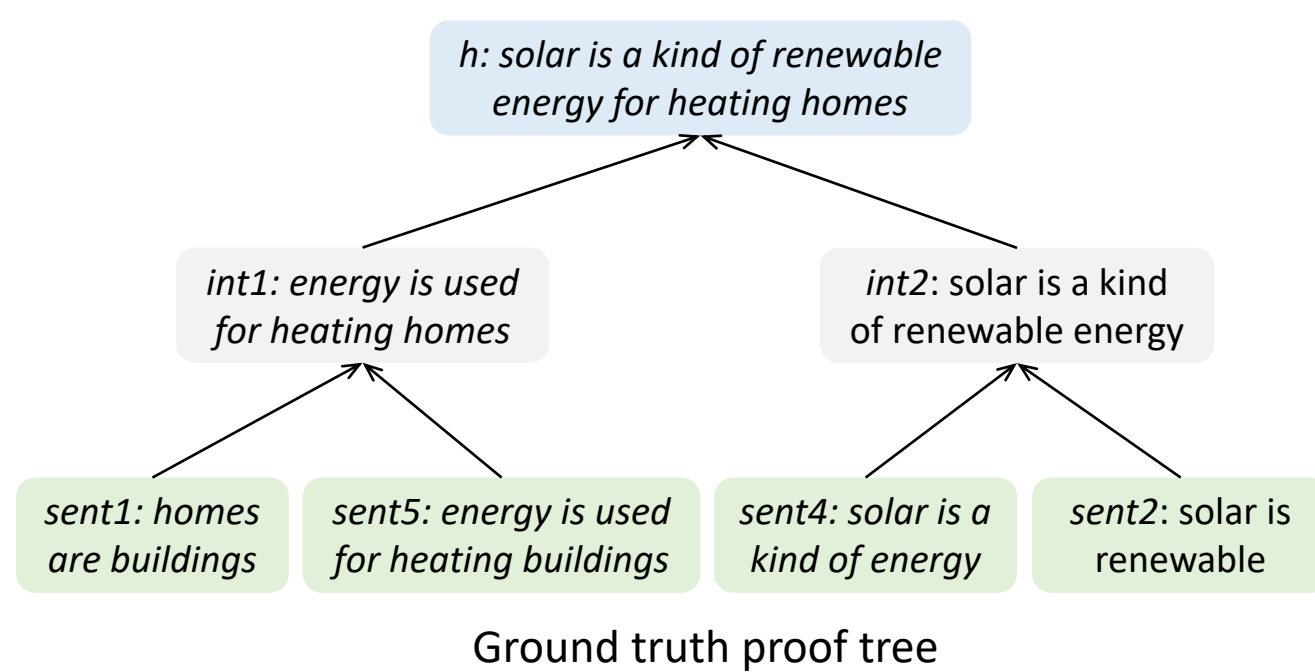 h: solar is a kind of renewable
energy for heating homes
int1: energy is used
for heating homes
int2: solar is a kind
of renewable energy
sent1: homes
are buildings
sent5: energy is used
for heating buildings
sent4: solar is a
kind of energy
sent2: solar is
renewable
Ground truth proof tree